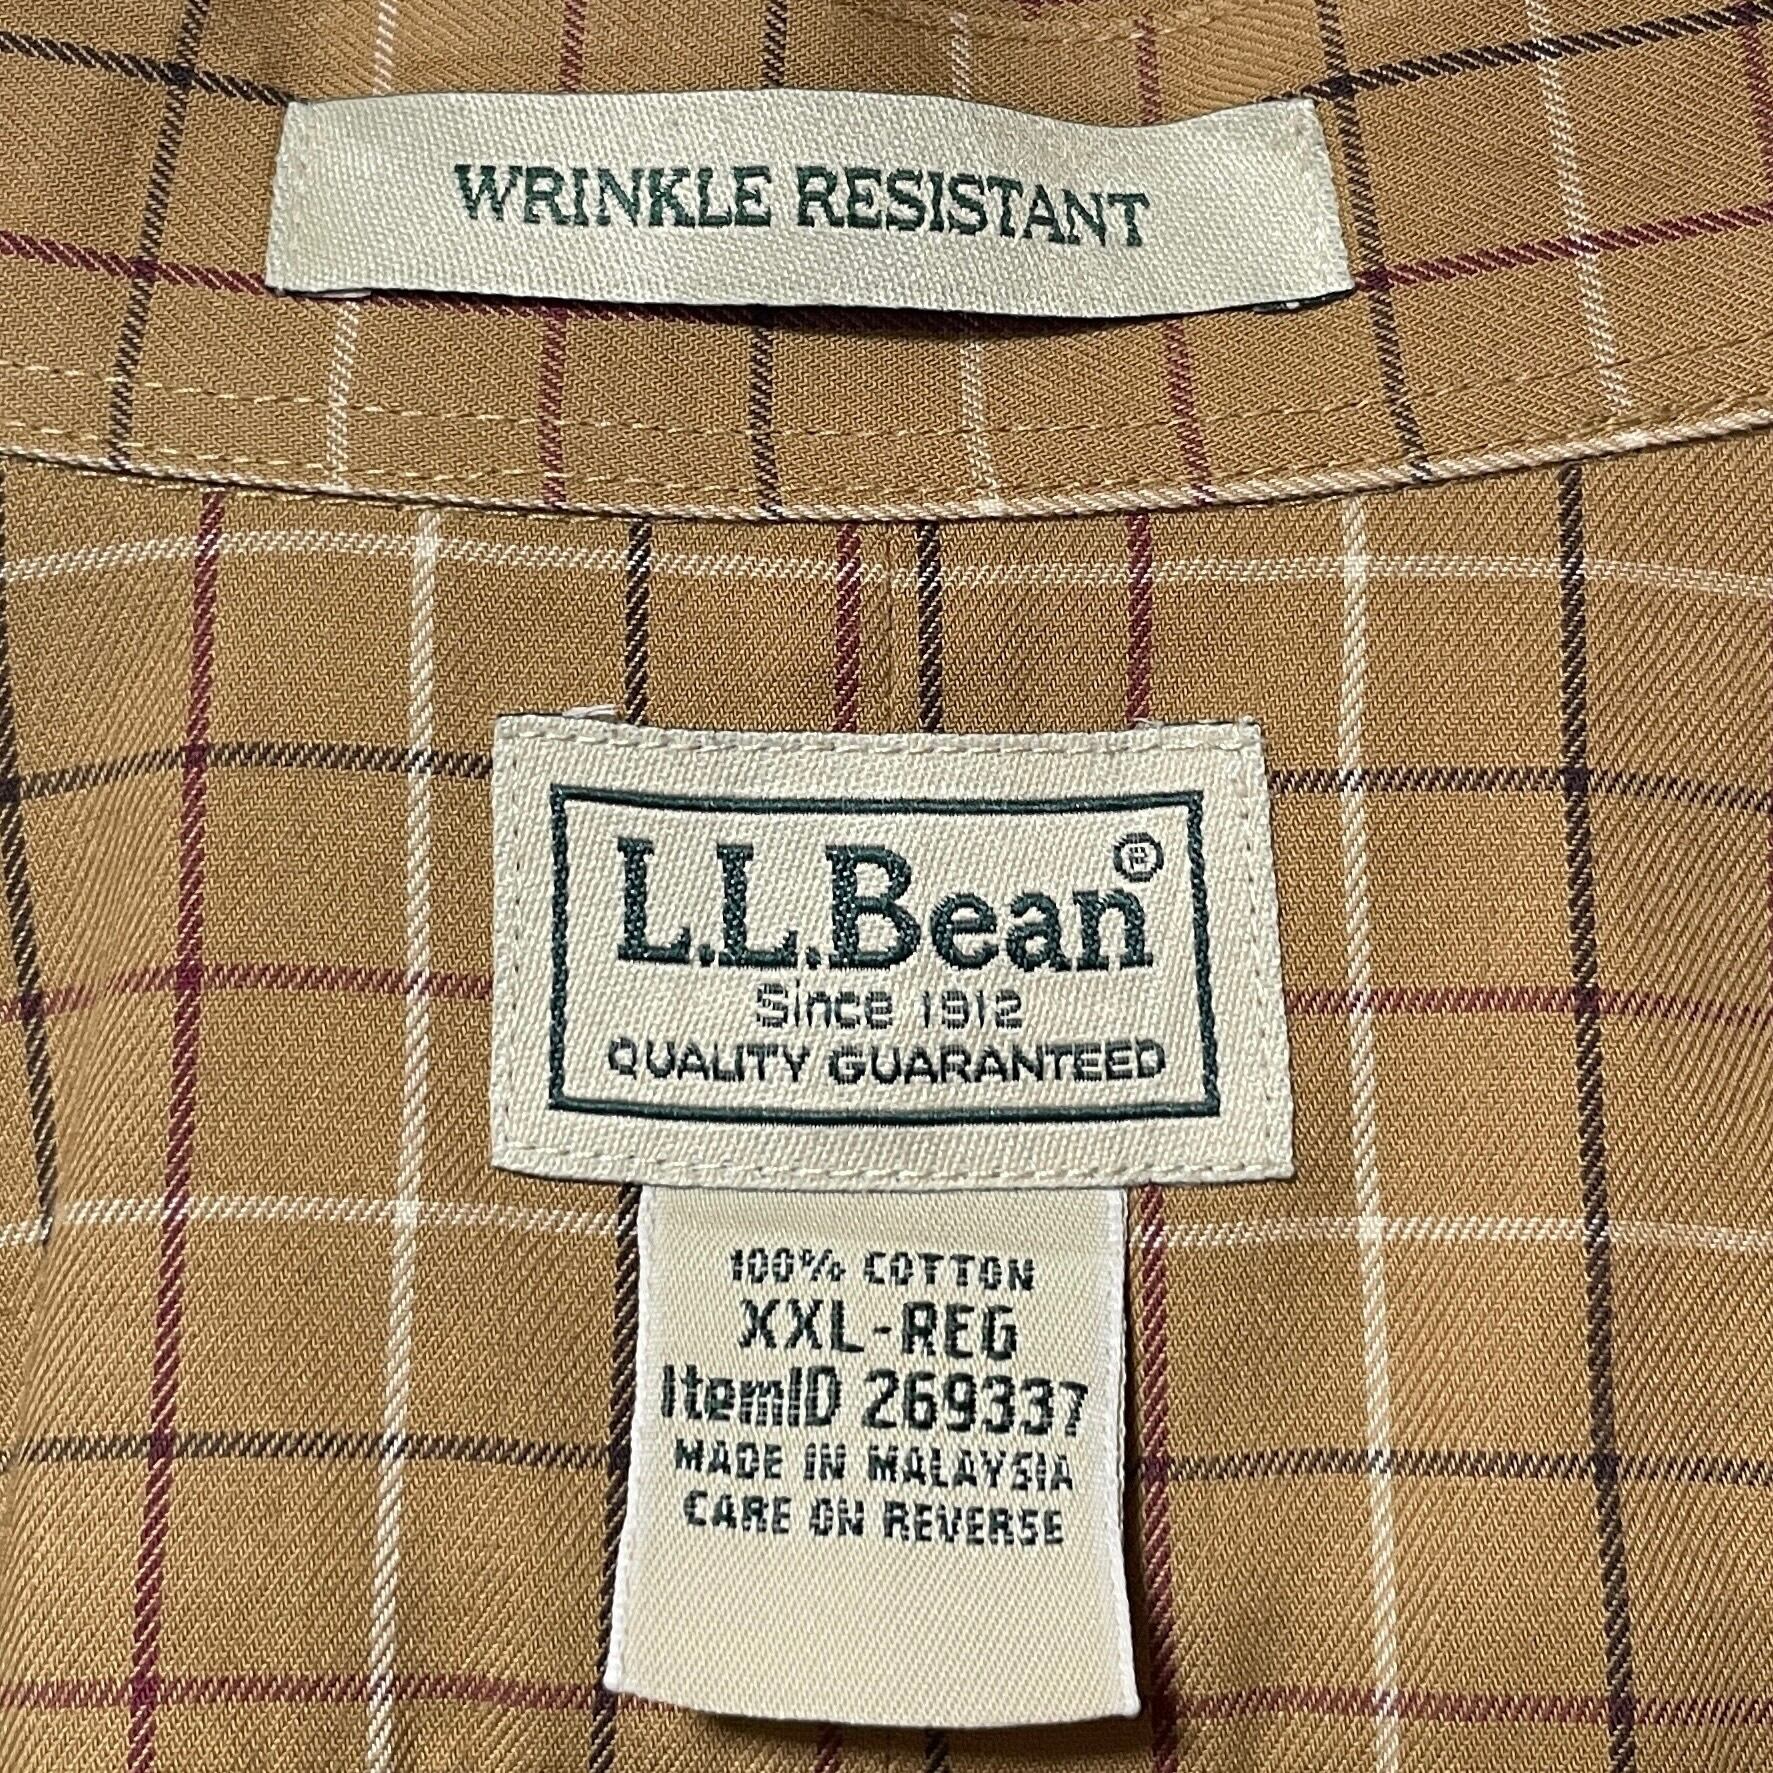 WRINKLE RESISTANT
L.L.Bean®
Since 1912
QUALITY GUARANTEED
100% COTTON
XXL-REG
ItemID 269337
MADE IN MALAYSIA
CARE ON REVERSE